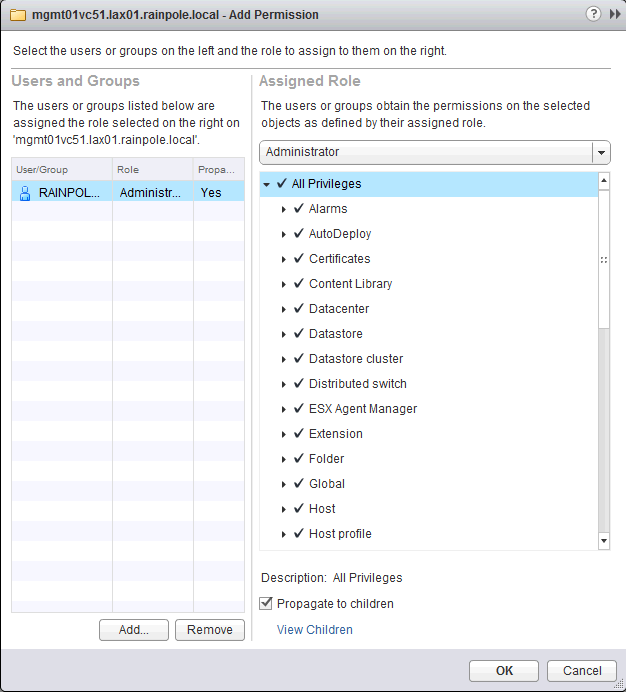 mgmt01vc51.lax01.rainpole.local - Add Permission
?
Select the users or groups on the left and the role to assign to them on the right.
Users and Groups
The users or groups listed below are
assigned the role selected on the right on
'mgmt01vc51.lax01.rainpole.local'.
User/Group Role Propa...
RAINPOL... Administr... Yes
Add... Remove
Assigned Role
The users or groups obtain the permissions on the selected
objects as defined by their assigned role.
Administrator
All Privileges
Alarms
AutoDeploy
Certificates
Content Library
Datacenter
Datastore
Datastore cluster
Distributed switch
ESX Agent Manager
Extension
Folder
Global
Host
Host profile
Description: All Privileges
Propagate to children
View Children
OK Cancel